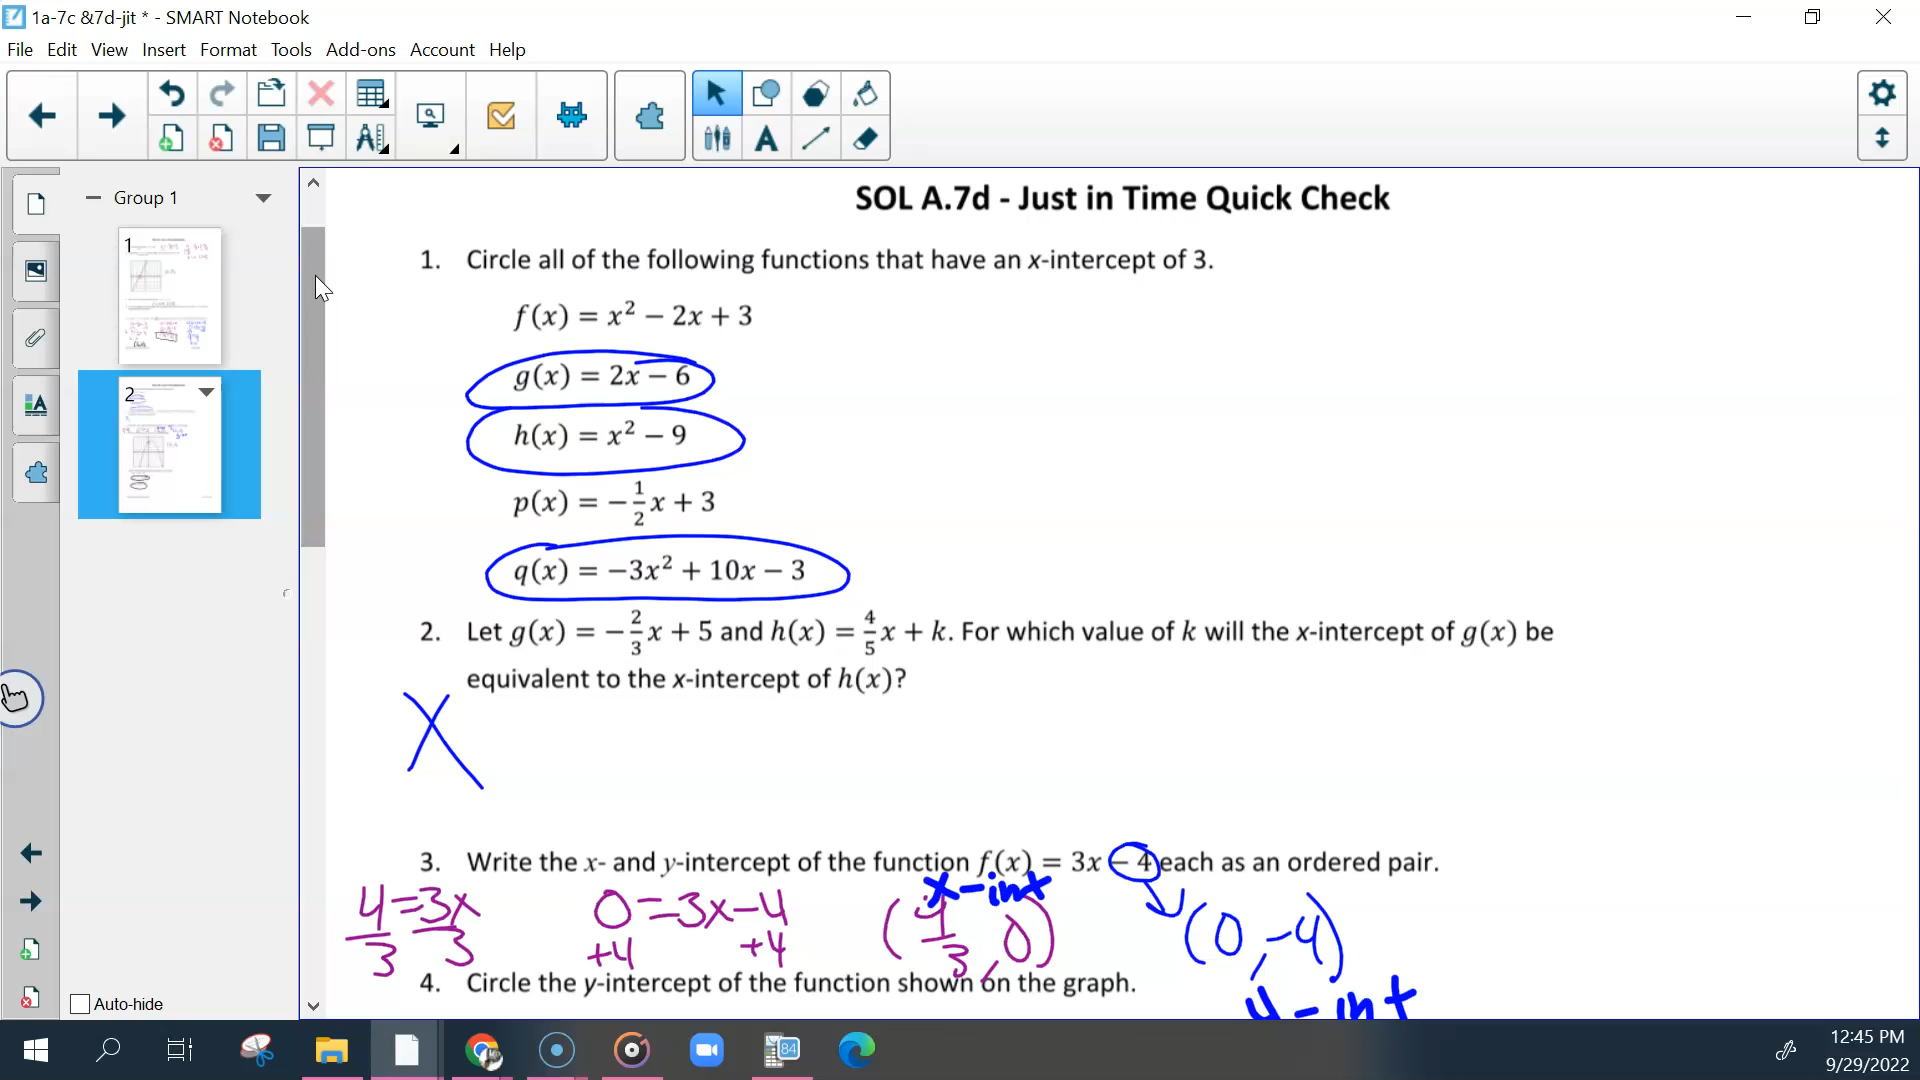 1a-7c &7d-jit * - SMART Notebook
File Edit View Insert Format Tools Add-ons Account Help
Group 1
1
2
Auto-hide
SOL A.7d - Just in Time Quick Check
1. Circle all of the following functions that have an x-intercept of 3.
f(x) = x² − 2x + 3
g(x) = 2x − 6
h(x) = x² − 9
p(x) = −1/2x + 3
q(x) = −3x² + 10x − 3
2. Let g(x) = −2/3x + 5 and h(x) = 4/5x + k. For which value of k will the x-intercept of g(x) be
equivalent to the x-intercept of h(x)?
X
3. Write the x- and y-intercept of the function f(x) = 3x − 4 each as an ordered pair.
x-int
4/3=3x/3
0=3x-4
+4 +4
(4/3, 0)
(0,-4)
y-int
4. Circle the y-intercept of the function shown on the graph.
84
12:45 PM
9/29/2022